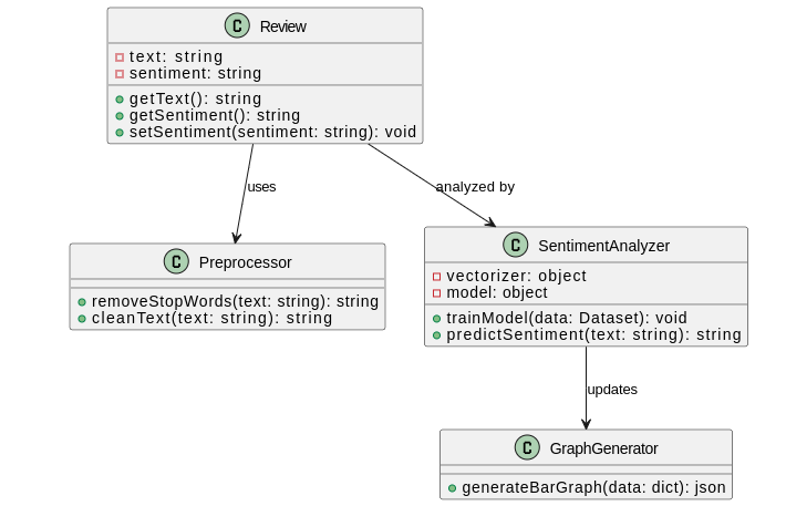 C Review
text: string
sentiment: string
getText(): string
getSentiment(): string
setSentiment(sentiment: string): void
uses
analyzed by
C Preprocessor
removeStopWords(text: string): string
cleanText(text: string): string
C SentimentAnalyzer
vectorizer: object
model: object
trainModel(data: Dataset): void
predictSentiment(text: string): string
updates
C GraphGenerator
generateBarGraph(data: dict): json